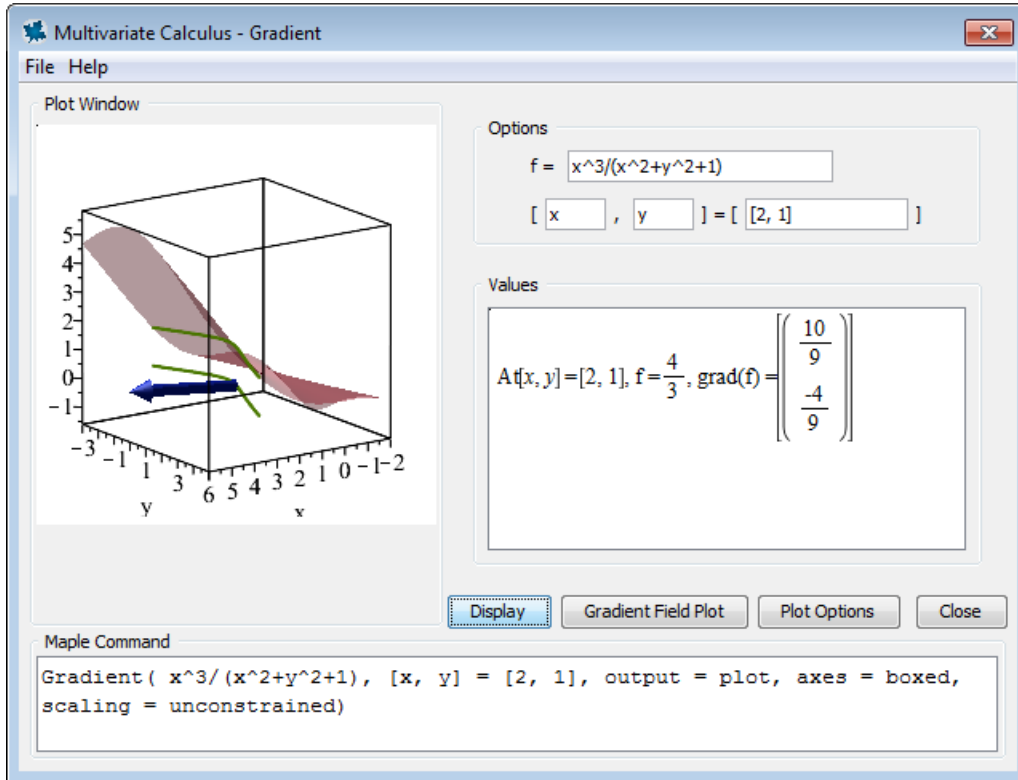 Multivariate Calculus - Gradient
File Help
Plot Window
5
4
3
2
1
0
-1
-3 -1 1 3 6 5 4 3 2 1 0 -1 -2
y x
Options
f = x^3/(x^2+y^2+1)
[ x , y ] = [ [2, 1] ]
Values
At[x, y] =[2, 1], f = 4/3 , grad(f) = [( 10/9
-4/9 )]
Display Gradient Field Plot Plot Options Close
Maple Command
Gradient( x^3/(x^2+y^2+1), [x, y] = [2, 1], output = plot, axes = boxed,
scaling = unconstrained)